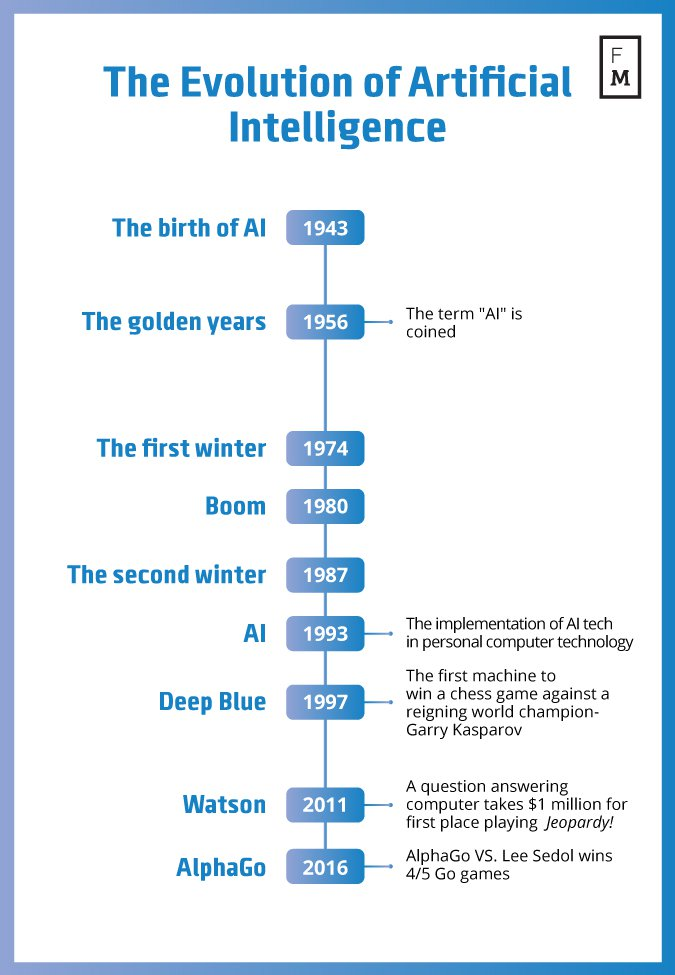 The Evolution of Artificial
Intelligence
F
M
The birth of AI
1943
The golden years
1956
The term "AI" is
coined
The first winter
1974
Boom
1980
The second winter
1987
AI
1993
The implementation of AI tech
in personal computer technology
Deep Blue
1997
The first machine to
win a chess game against a
reigning world champion-
Garry Kasparov
Watson
2011
A question answering
computer takes $1 million for
first place playing Jeopardy!
AlphaGo
2016
AlphaGo VS. Lee Sedol wins
4/5 Go games